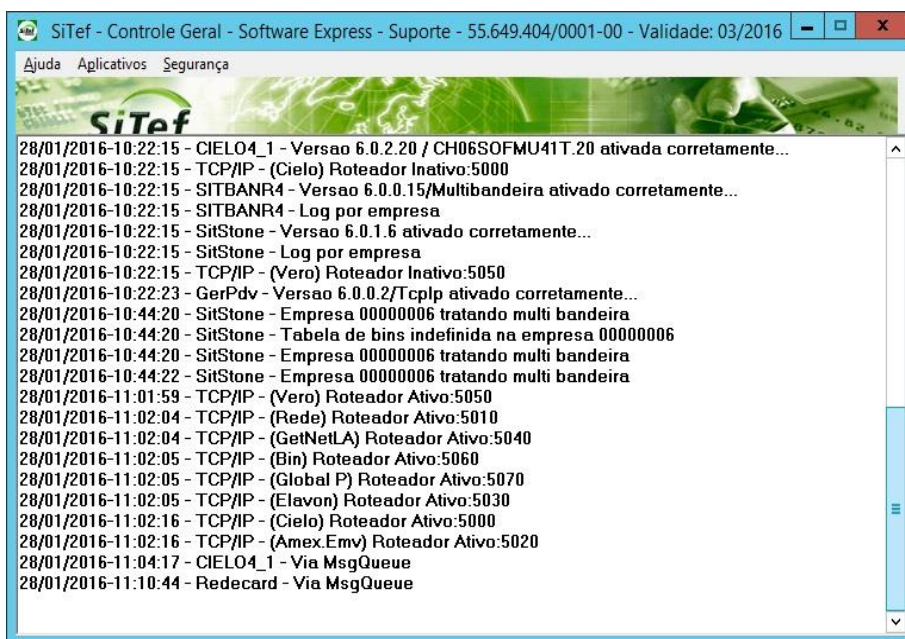 SiTef - Controle Geral - Software Express - Suporte - 55.649.404/0001-00 - Validade: 03/2016
Ajuda Aplicativos Segurança
SiTef
28/01/2016-10:22:15 - CIELO4_1 - Versao 6.0.2.20 / CH06SOFMU41T.20 ativada corretamente...
28/01/2016-10:22:15 - TCP/IP - (Cielo) Roteador Inativo:5000
28/01/2016-10:22:15 - SITBANR4 - Versao 6.0.0.15/Multibandeira ativado corretamente...
28/01/2016-10:22:15 - SITBANR4 - Log por empresa
28/01/2016-10:22:15 - SitStone - Versao 6.0.1.6 ativado corretamente...
28/01/2016-10:22:15 - SitStone - Log por empresa
28/01/2016-10:22:15 - TCP/IP - (Vero) Roteador Inativo:5050
28/01/2016-10:22:23 - GerPdv - Versao 6.0.0.2/TcpIp ativado corretamente...
28/01/2016-10:44:20 - SitStone - Empresa 00000006 tratando multi bandeira
28/01/2016-10:44:20 - SitStone - Tabela de bins indefinida na empresa 00000006
28/01/2016-10:44:20 - SitStone - Empresa 00000006 tratando multi bandeira
28/01/2016-10:44:22 - SitStone - Empresa 00000006 tratando multi bandeira
28/01/2016-11:01:59 - TCP/IP - (Vero) Roteador Ativo:5050
28/01/2016-11:02:04 - TCP/IP - (Rede) Roteador Ativo:5010
28/01/2016-11:02:04 - TCP/IP - (GetNetLA) Roteador Ativo:5040
28/01/2016-11:02:05 - TCP/IP - (Bin) Roteador Ativo:5060
28/01/2016-11:02:05 - TCP/IP - (Global P) Roteador Ativo:5070
28/01/2016-11:02:05 - TCP/IP - (Elavon) Roteador Ativo:5030
28/01/2016-11:02:16 - TCP/IP - (Cielo) Roteador Ativo:5000
28/01/2016-11:02:16 - TCP/IP - (Amex.Emv) Roteador Ativo:5020
28/01/2016-11:04:17 - CIELO4_1 - Via MsgQueue
28/01/2016-11:10:44 - Redecard - Via MsgQueue